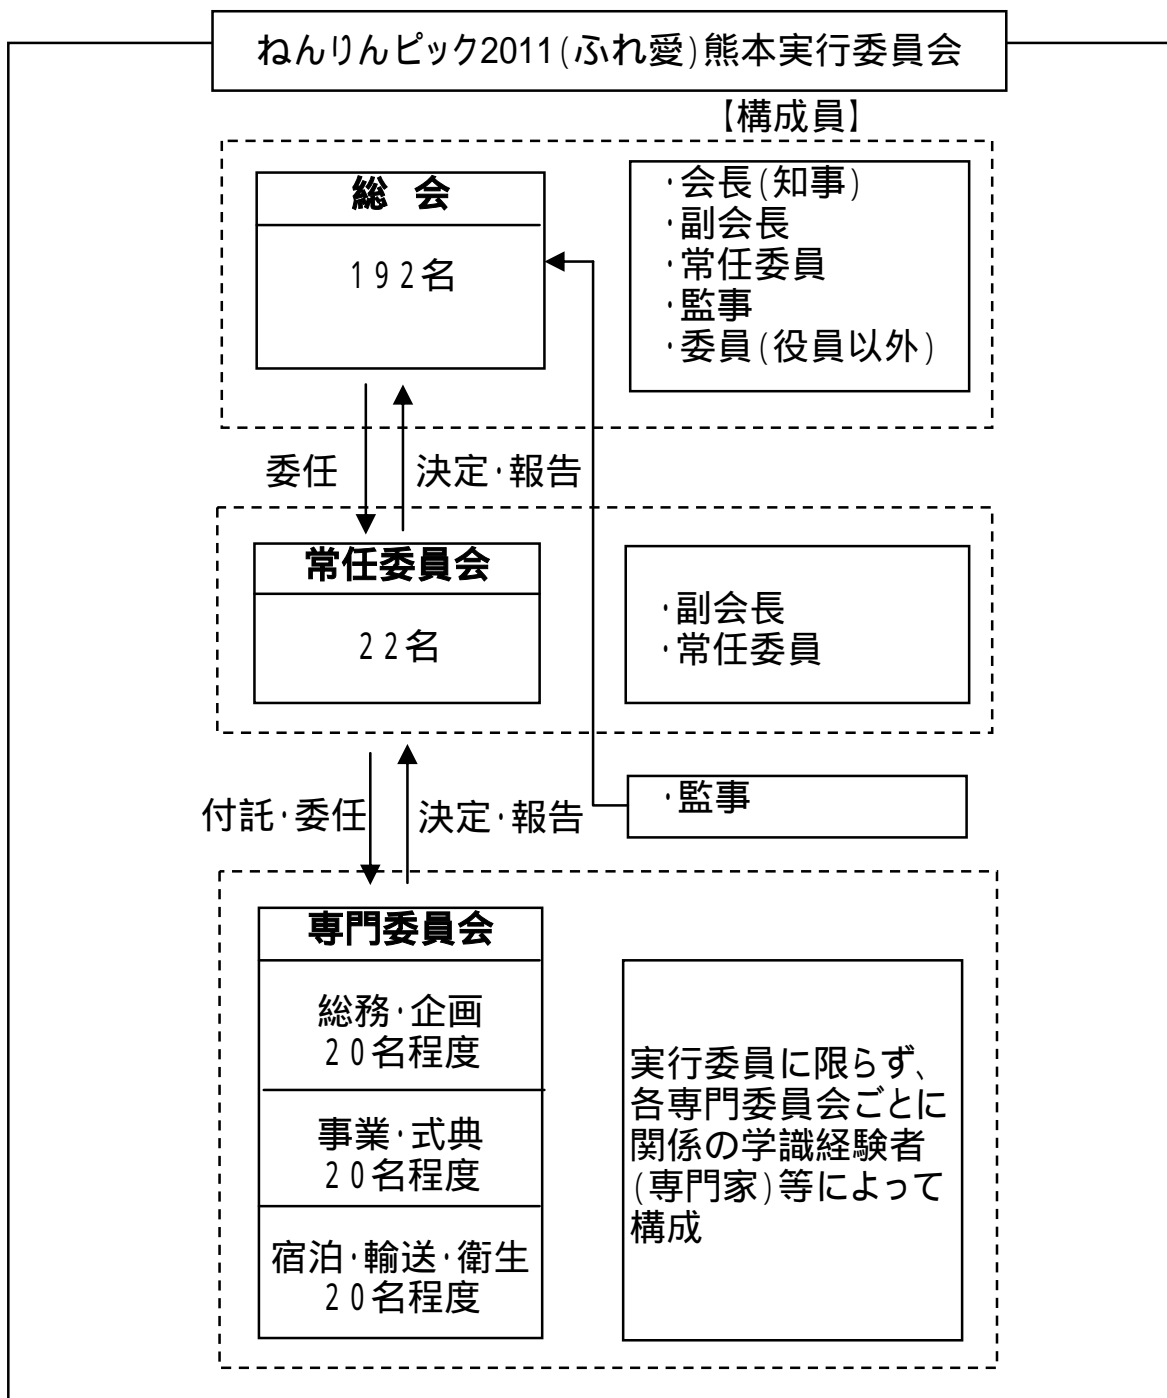 ねんりんピック2011(ふれ愛)熊本実行委員会
【構成員】
総 会
192名
・会長(知事)
・副会長
・常任委員
・監事
・委員(役員以外)
委任
決定・報告
常任委員会
22名
・副会長
・常任委員
・監事
付託・委任
決定・報告
専門委員会
総務・企画
20名程度
事業・式典
20名程度
宿泊・輸送・衛生
20名程度
実行委員に限らず、
各専門委員会ごとに
関係の学識経験者
(専門家)等によって
構成